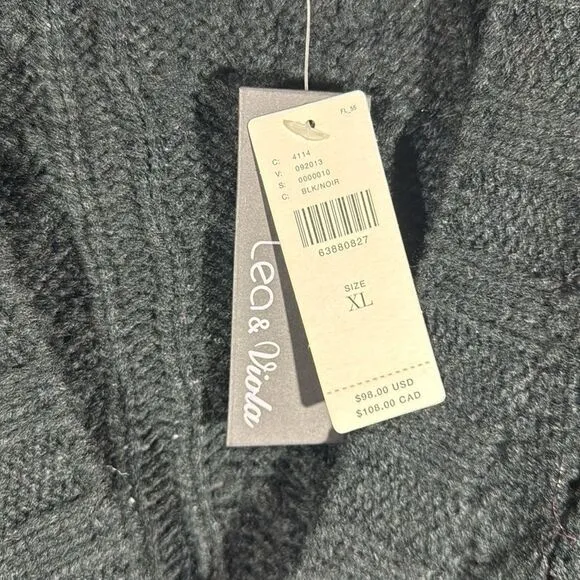 FL_55
C: 4114
V: 092013
S: 0000010
C: BLK/NOIR
63880827
SIZE
XL
$98.00 USD
$108.00 CAD
Lea & Viola